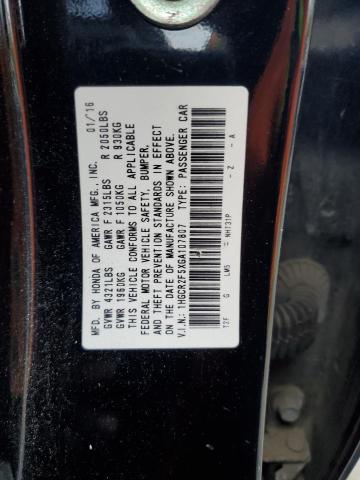 MFD. BY HONDA OF AMERICA MFG., INC. 01/16
GVWR 4321LBS GAWR F 2315LBS R 2050LBS
GVWR 1960KG GAWR F 1050KG R 930KG
THIS VEHICLE CONFORMS TO ALL APPLICABLE
FEDERAL MOTOR VEHICLE SAFETY, BUMPER,
AND THEFT PREVENTION STANDARDS IN EFFECT
ON THE DATE OF MANUFACTURE SHOWN ABOVE.
V.I.N.: 1HGCR2F5XGA107807 TYPE: PASSENGER CAR
T2F G LM5 NH731P - Z - A